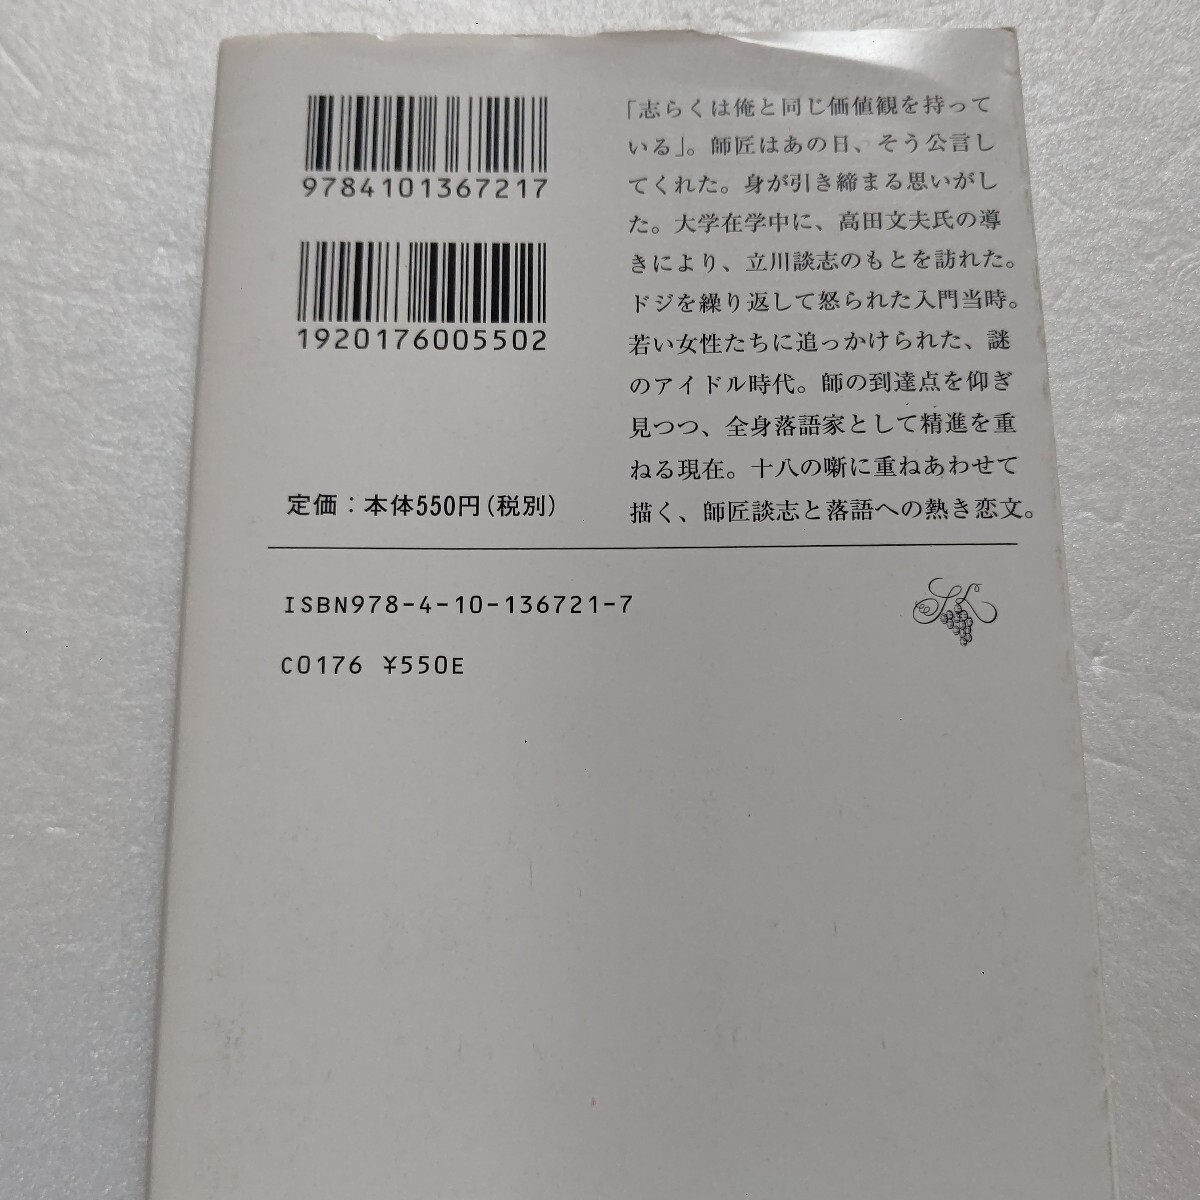 9784101367217
1920176005502
定価：本体550円（税別）
「志らくは俺と同じ価値観を持って
いる」。師匠はあの日、そう公言し
てくれた。身が引き締まる思いがし
た。大学在学中に、高田文夫氏の導
きにより、立川談志のもとを訪れた。
ドジを繰り返して怒られた入門当時。
若い女性たちに追っかけられた、謎
のアイドル時代。師の到達点を仰ぎ
見つつ、全身落語家として精進を重
ねる現在。十八の噺に重ねあわせて
描く、師匠談志と落語への熱き恋文。
ISBN978-4-10-136721-7
C0176 ¥550E